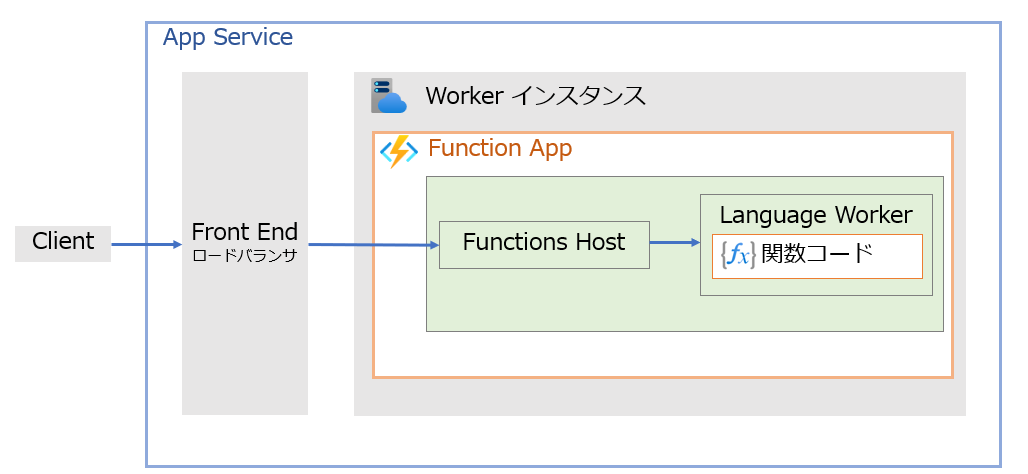 App Service
Worker インスタンス
Function App
Client
Front End
ロードバランサ
Functions Host
Language Worker
{fx} 関数コード